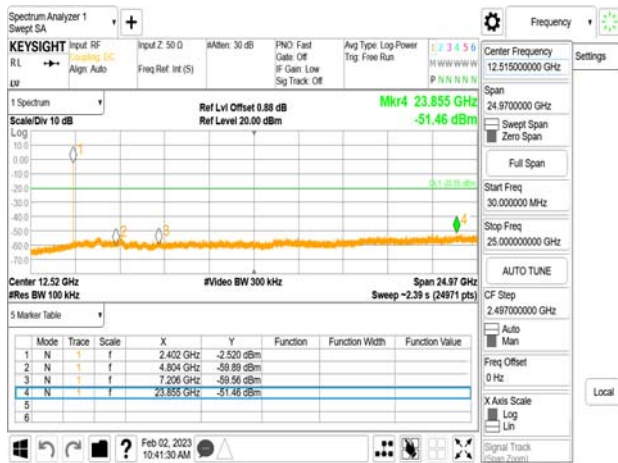 Spectrum Analyzer 1
Swept SA
Frequency
KEYSIGHT
RL
Input: RF
Coupling: DC
Align: Auto
Input Z: 50 Ω
Freq Ref: Int (S)
#Atten: 30 dB
PNO: Fast
Gate: Off
IF Gain: Low
Sig Track: Off
Avg Type: Log-Power
Trig: Free Run
1 2 3 4 5 6
M W W W W W
P N N N N N
Center Frequency
12.515000000 GHz
Settings
Span
24.9700000 GHz
Swept Span
Zero Span
Full Span
Start Freq
30.000000 MHz
Stop Freq
25.000000000 GHz
AUTO TUNE
CF Step
2.497000000 GHz
Auto
Man
Freq Offset
0 Hz
X Axis Scale
Log
Lin
Local
Signal Track
(Span Zoom)
1 Spectrum
Scale/Div 10 dB
Ref Lvl Offset 0.88 dB
Ref Level 20.00 dBm
Mkr4 23.855 GHz
-51.46 dBm
Log
10.0
0.00
-10.0
-20.0
-30.0
-40.0
-50.0
-60.0
-70.0
1
2
3
4
Center 12.52 GHz
#Res BW 100 kHz
#Video BW 300 kHz
Span 24.97 GHz
Sweep ~2.39 s (24971 pts)
5 Marker Table
Mode Trace Scale X Y Function Function Width Function Value
1 N 1 f 2.402 GHz -2.520 dBm
2 N 1 f 4.804 GHz -59.89 dBm
3 N 1 f 7.206 GHz -59.56 dBm
4 N 1 f 23.855 GHz -51.46 dBm
5
6
?
Feb 02, 2023
10:41:30 AM